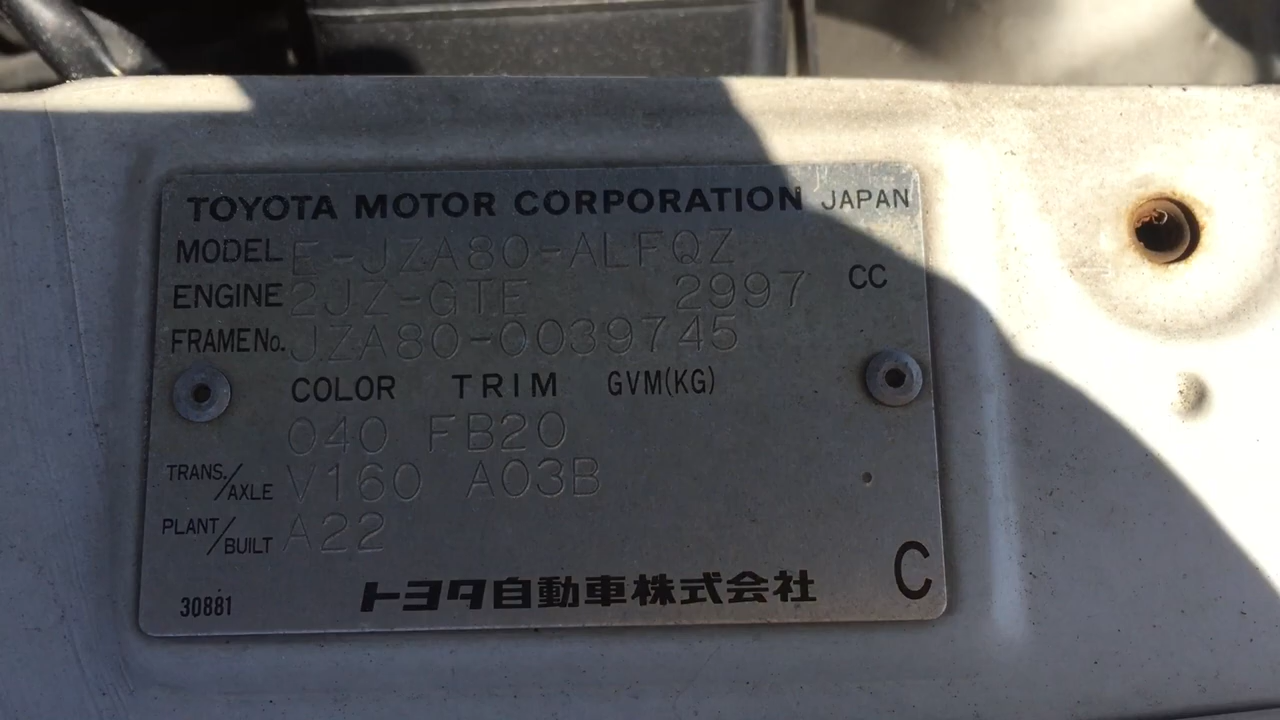 TOYOTA MOTOR CORPORATION JAPAN
MODEL E-JZA80-ALFQZ
ENGINE 2JZ-GTE 2997 CC
FRAME No. JZA80-0039745
COLOR TRIM GVM(KG)
040 FB20
TRANS./AXLE V160 A03B
PLANT/BUILT A22
30881 トヨタ自動車株式会社 C